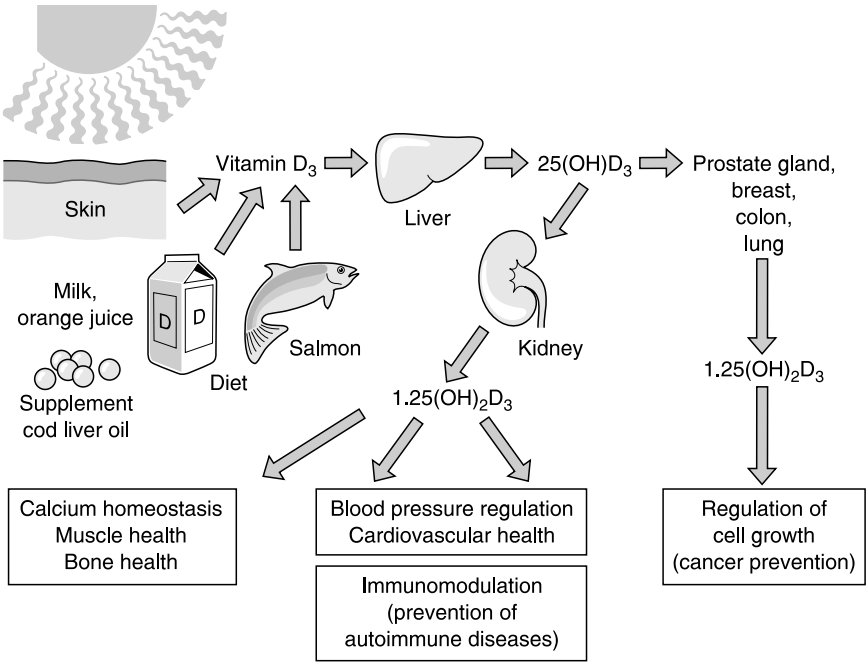 Skin
Vitamin D₃
Liver
25(OH)D₃
Prostate gland,
breast,
colon,
lung
Milk,
orange juice
D
D
Diet
Salmon
Supplement
cod liver oil
Kidney
1.25(OH)₂D₃
1.25(OH)₂D₃
Calcium homeostasis
Muscle health
Bone health
Blood pressure regulation
Cardiovascular health
Immunomodulation
(prevention of
autoimmune diseases)
Regulation of
cell growth
(cancer prevention)